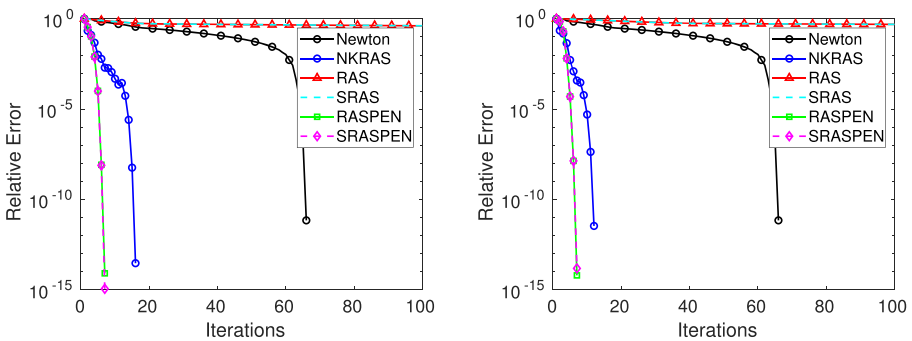 10^0
10^-5
10^-10
10^-15
Relative Error
0 20 40 60 80 100
Iterations
Newton
NKRAS
RAS
SRAS
RASPEN
SRASPEN
10^0
10^-5
10^-10
10^-15
Relative Error
0 20 40 60 80 100
Iterations
Newton
NKRAS
RAS
SRAS
RASPEN
SRASPEN